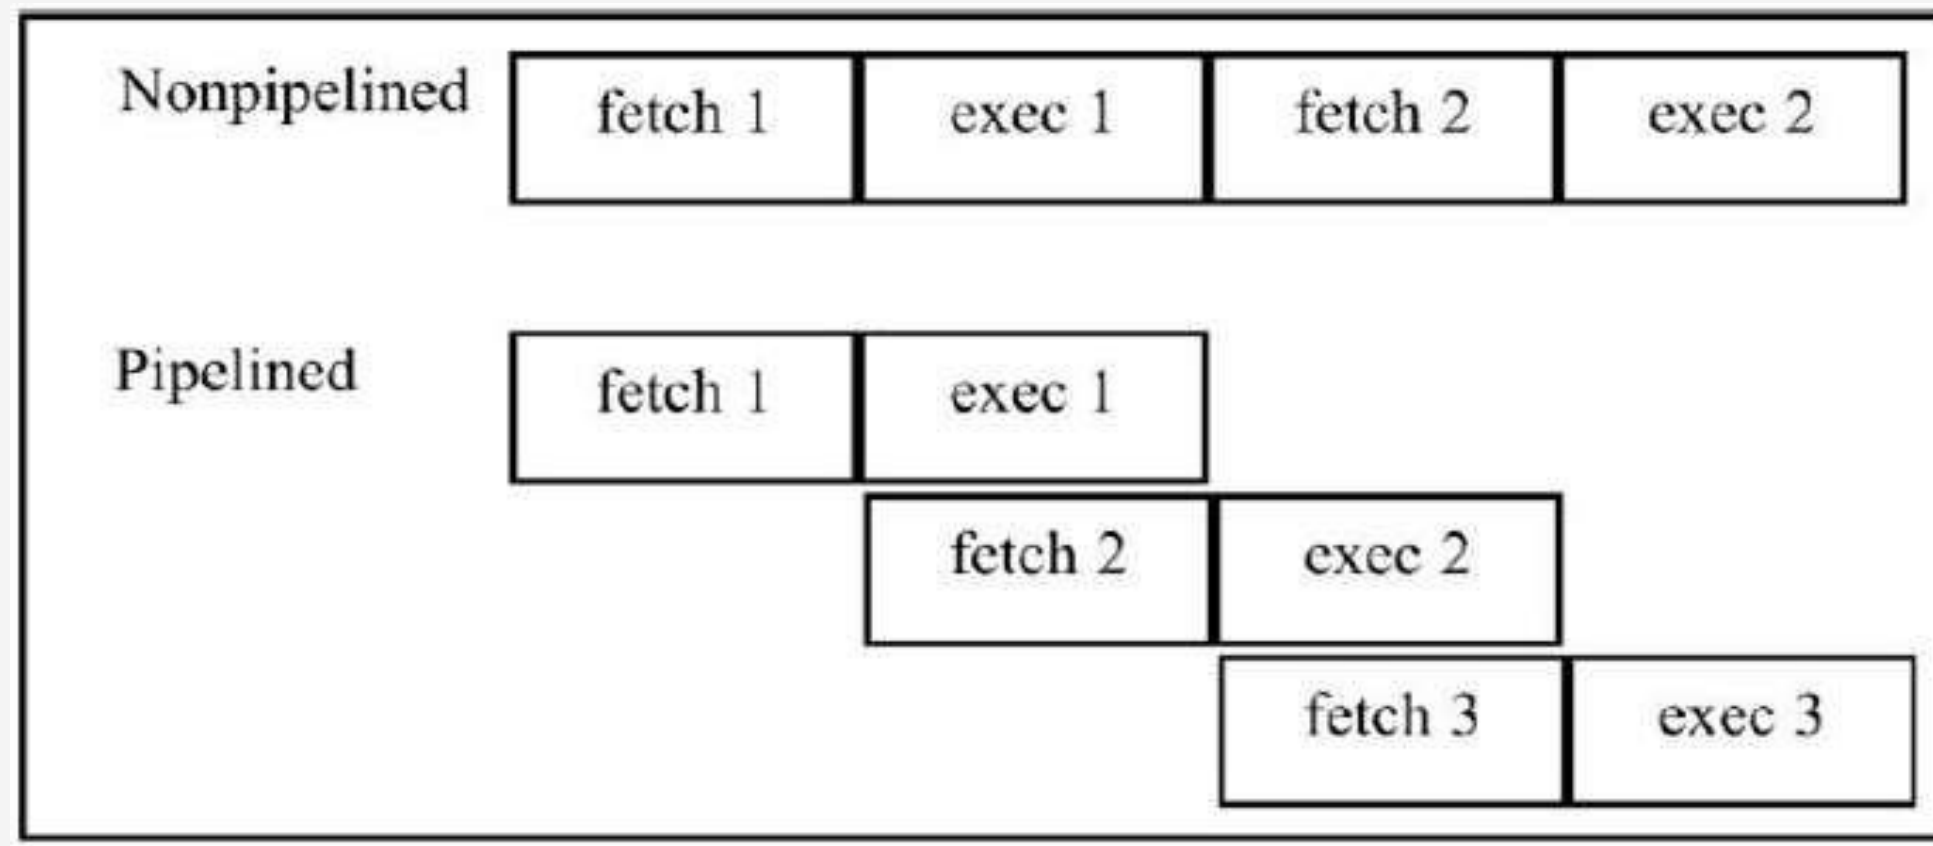 Nonpipelined
fetch 1
exec 1
fetch 2
exec 2
Pipelined
fetch 1
exec 1
fetch 2
exec 2
fetch 3
exec 3